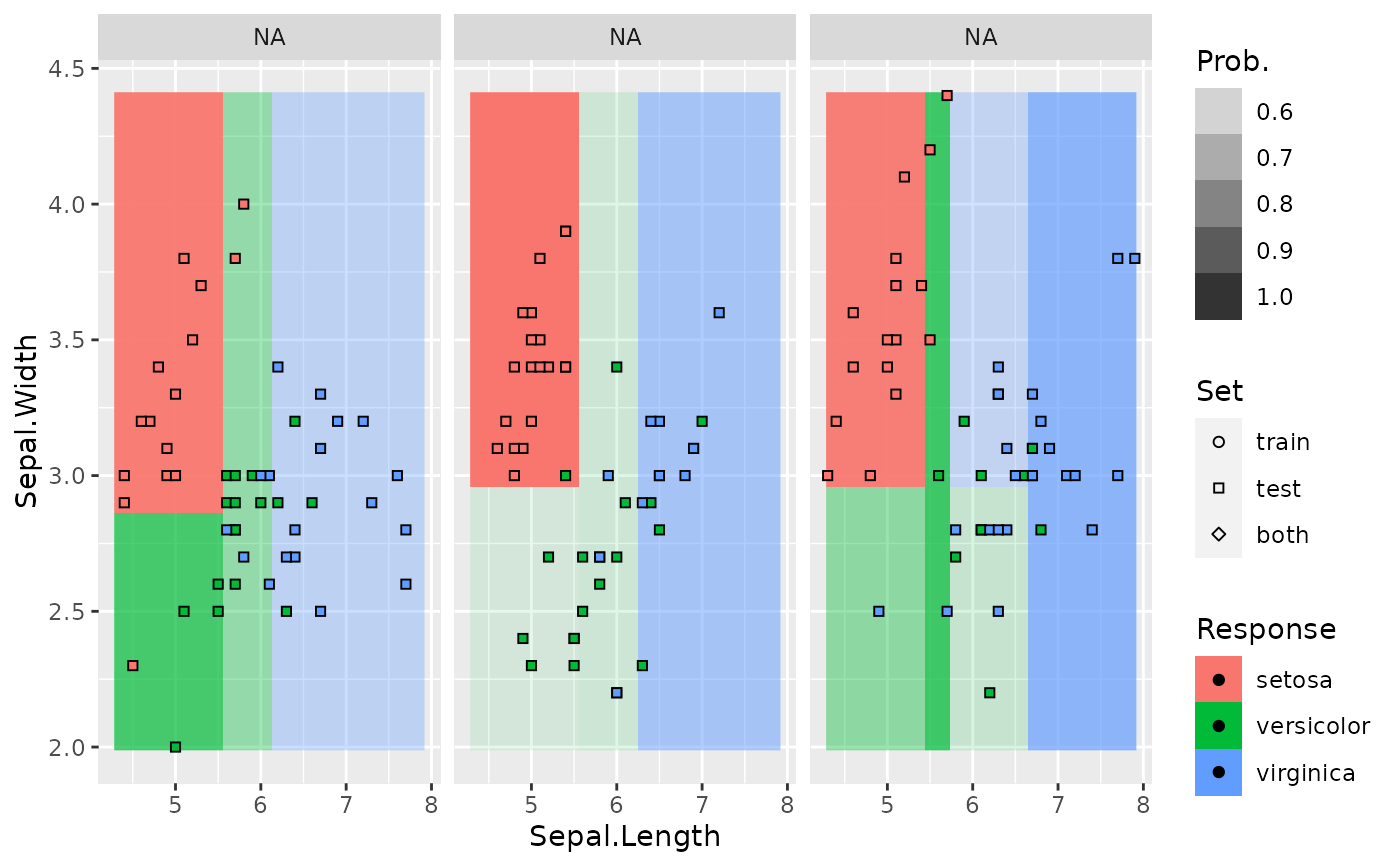 NA NA NA
Sepal.Width
4.5
4.0
3.5
3.0
2.5
2.0
5 6 7 8 5 6 7 8 5 6 7 8
Sepal.Length
Prob.
0.6
0.7
0.8
0.9
1.0
Set
train
test
both
Response
setosa
versicolor
virginica